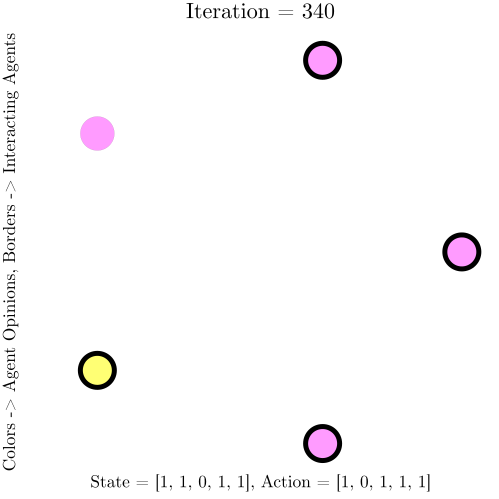 Iteration = 340
Colors -> Agent Opinions, Borders -> Interacting Agents
State = [1, 1, 0, 1, 1], Action = [1, 0, 1, 1, 1]